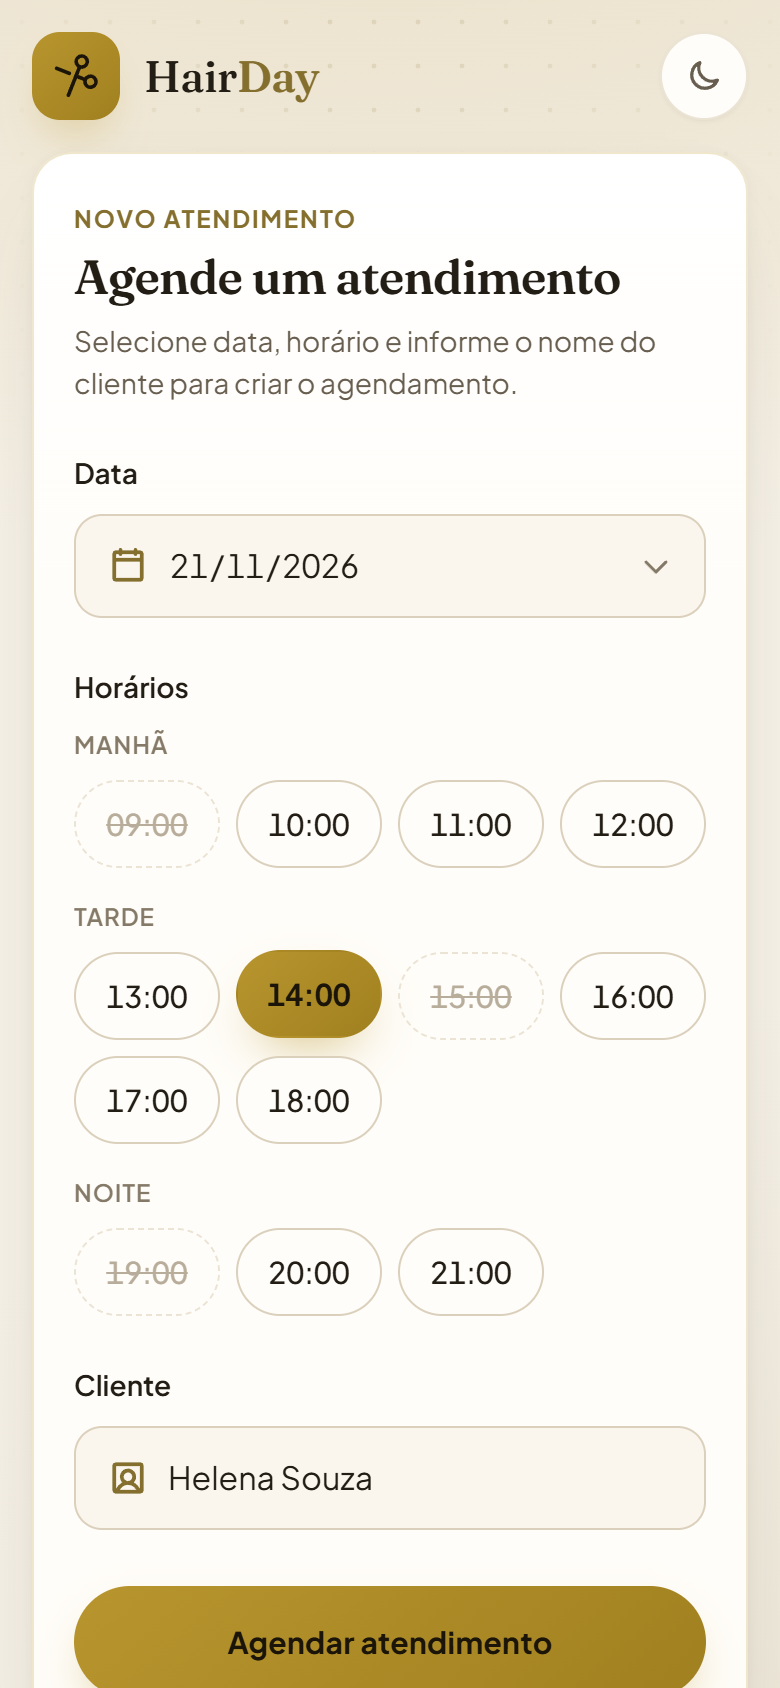 HairDay
NOVO ATENDIMENTO
Agende um atendimento
Selecione data, horário e informe o nome do
cliente para criar o agendamento.
Data
21/11/2026
Horários
MANHÃ
09:00 10:00 11:00 12:00
TARDE
13:00 14:00 15:00 16:00
17:00 18:00
NOITE
19:00 20:00 21:00
Cliente
Helena Souza
Agendar atendimento